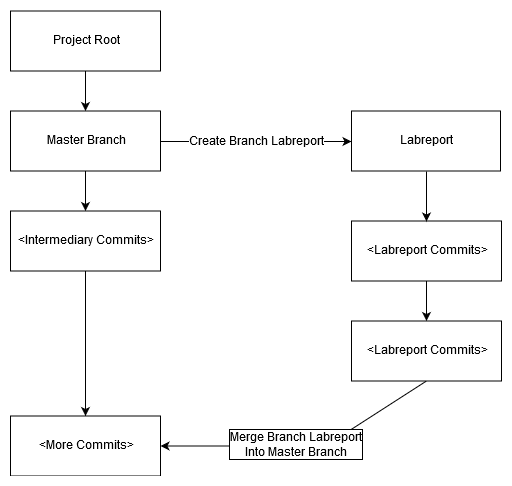 Project Root
Master Branch
Create Branch Labreport
Labreport
<Intermediary Commits>
<Labreport Commits>
<Labreport Commits>
<More Commits>
Merge Branch Labreport
Into Master Branch